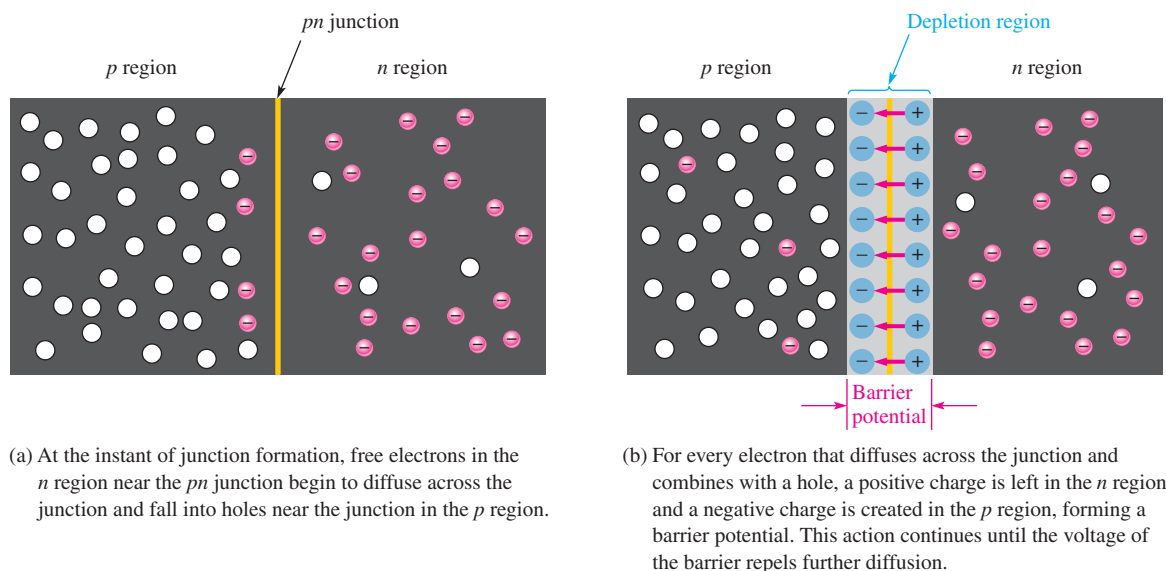 pn junction
p region
n region
(a) At the instant of junction formation, free electrons in the
n region near the pn junction begin to diffuse across the
junction and fall into holes near the junction in the p region.
Depletion region
p region
n region
Barrier
potential
(b) For every electron that diffuses across the junction and
combines with a hole, a positive charge is left in the n region
and a negative charge is created in the p region, forming a
barrier potential. This action continues until the voltage of
the barrier repels further diffusion.